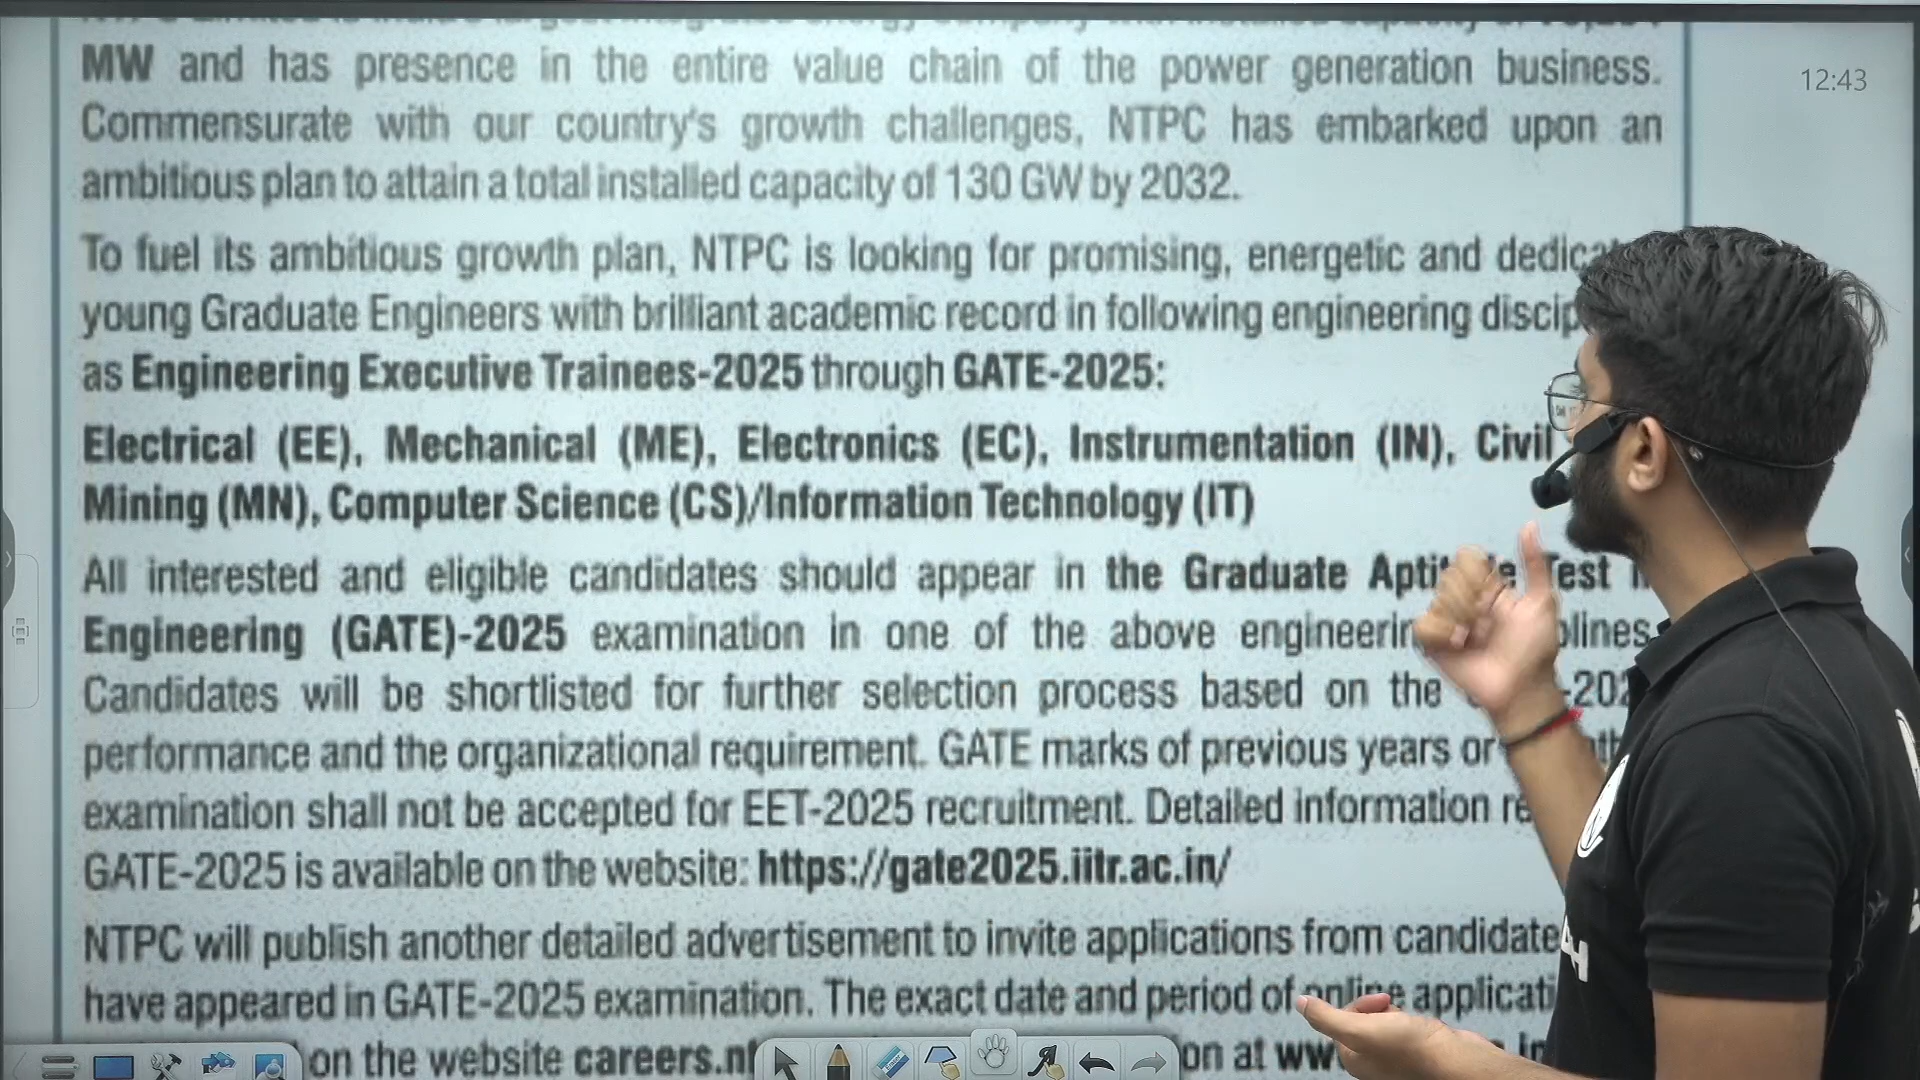 MW and has presence in the entire value chain of the power generation business.
12:43
Commensurate with our country's growth challenges, NTPC has embarked upon an
ambitious plan to attain a total installed capacity of 130 GW by 2032.
To fuel its ambitious growth plan, NTPC is looking for promising, energetic and
young Graduate Engineers with brilliant academic record in following engineering
as Engineering Executive Trainees-2025 through GATE-2025:
Electrical (EE), Mechanical (ME), Electronics (EC), Instrumentation (IN), Civil
Mining (MN), Computer Science (CS)/Information Technology (IT)
All interested and eligible candidates should appear in the Graduate Test
Engineering (GATE)-2025 examination in one of the above
Candidates will be shortlisted for further selection process based on the
performance and the organizational requirement. GATE marks of previous years or
examination shall not be accepted for EET-2025 recruitment. Detailed information
GATE-2025 is available on the website: https://gate2025.iitr.ac.in/
NTPC will publish another detailed advertisement to invite applications from
have appeared in GATE-2025 examination. The exact date and period of online
on the website on at